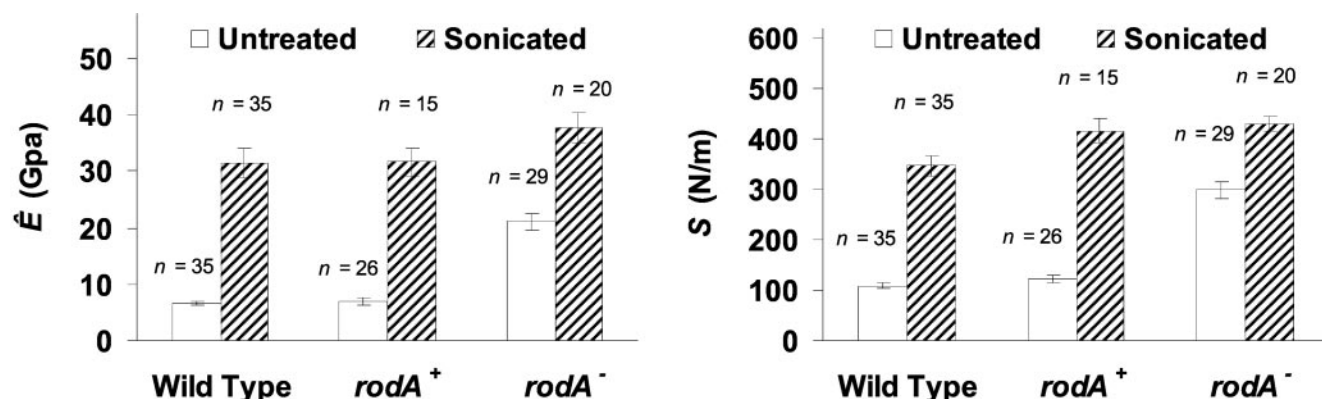 Untreated Sonicated
50
40
30
20
10
0
Ê (Gpa)
n = 35
n = 35
n = 26
n = 15
n = 29
n = 20
Wild Type rodA + rodA -
Untreated Sonicated
600
500
400
300
200
100
0
S (N/m)
n = 35
n = 35
n = 26
n = 15
n = 29
n = 20
Wild Type rodA + rodA -